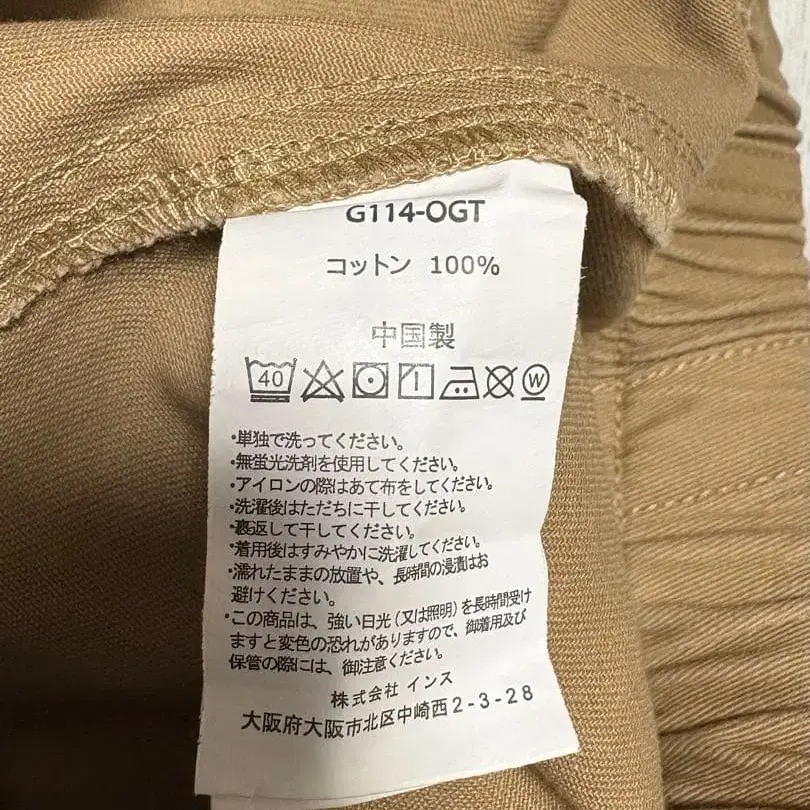 G114-OGT
コットン 100%
中国製
40
W
・単独で洗ってください。
・無蛍光洗剤を使用してください。
・アイロンの際はあて布をしてください。
・洗濯後はただちに干してください。
・裏返して干してください。
・着用後はすみやかに洗濯してください。
・濡れたままの放置や、長時間の浸漬はお
避けください。
・この商品は、強い日光(又は照明)を長時間受け
ますと変色の恐れがありますので、御着用及び
保管の際には、御注意ください。
株式会社 インス
大阪府大阪市北区中崎西2-3-28